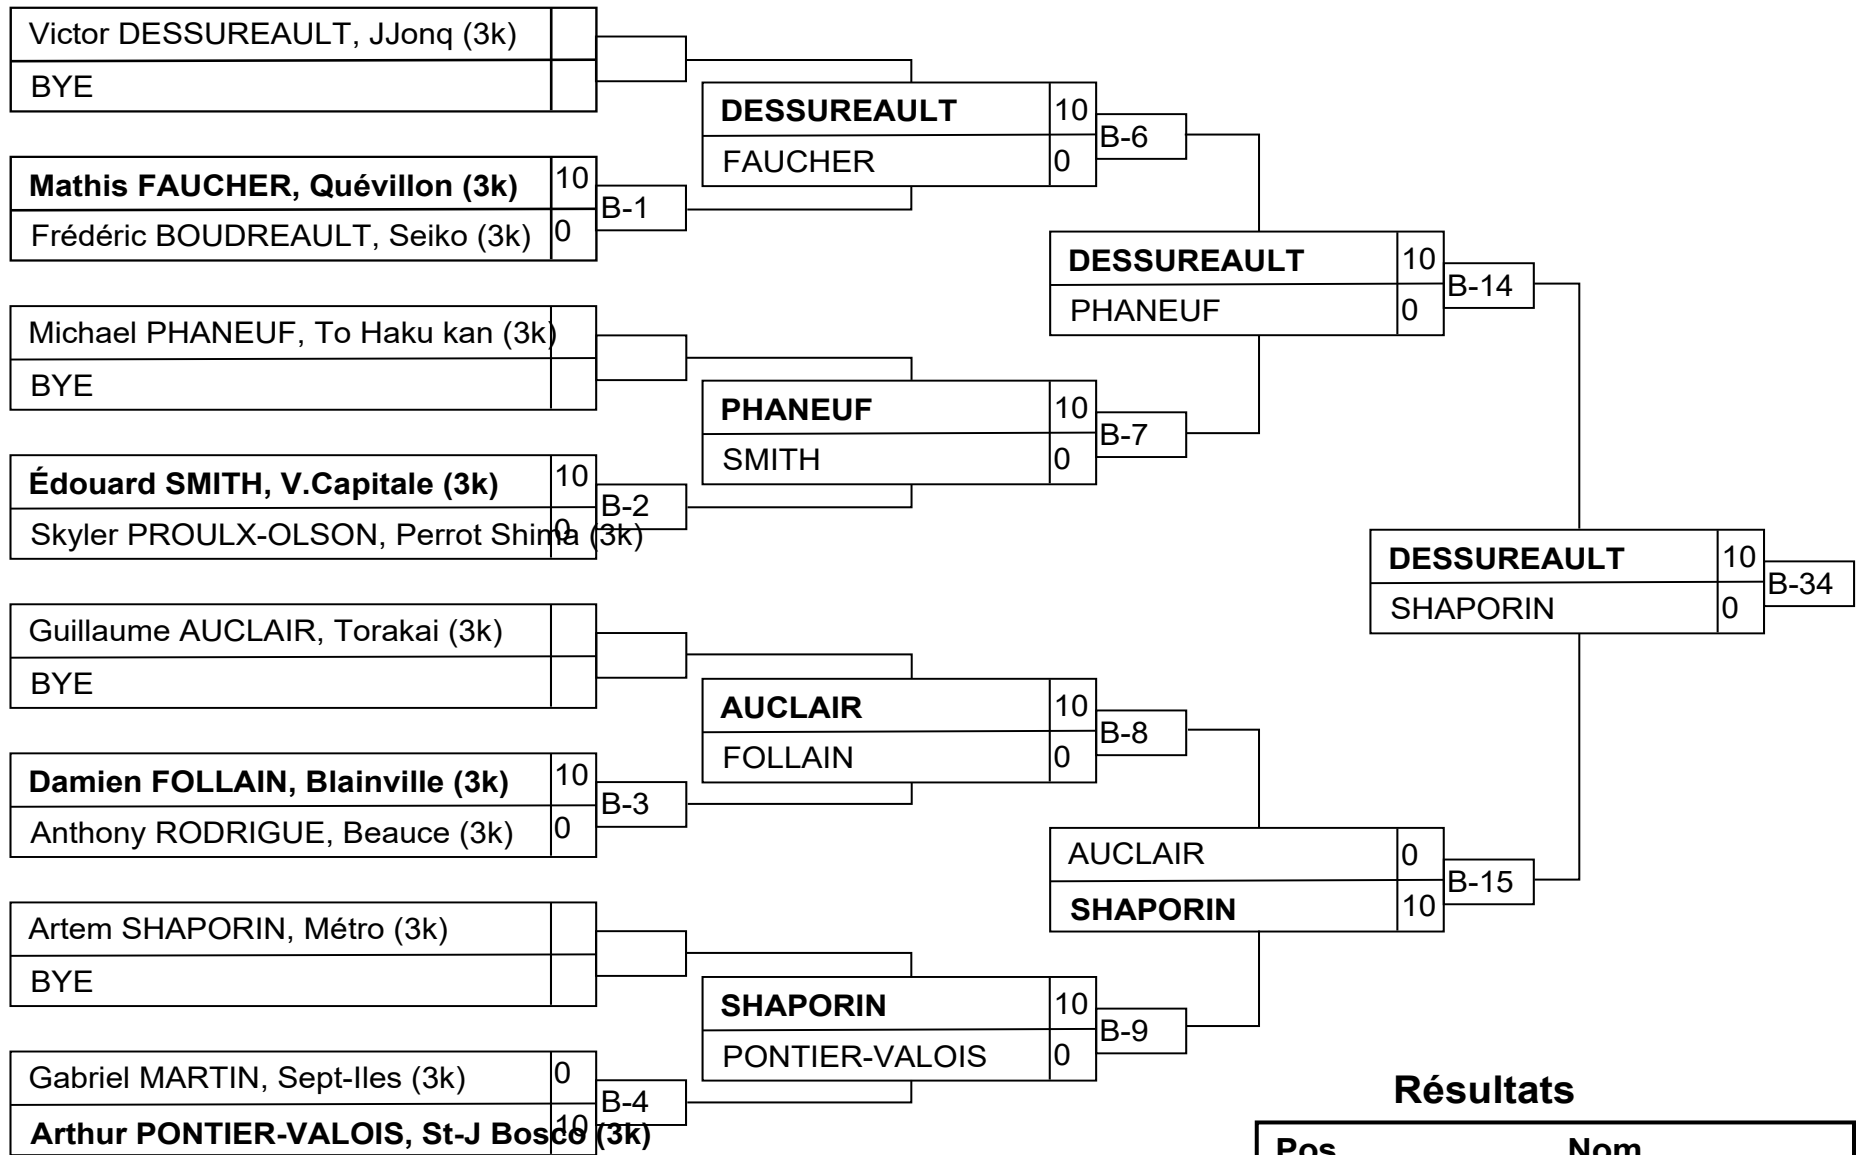 Victor DESSUREAULT, JJonq (3k)
BYE
Mathis FAUCHER, Quévillon (3k) 10
Frédéric BOUDREAULT, Seiko (3k) 0
B-1
Michael PHANEUF, To Haku kan (3k)
BYE
Édouard SMITH, V.Capitale (3k) 10
Skyler PROULX-OLSON, Perrot Shima (3k) 0
B-2
Guillaume AUCLAIR, Torakai (3k)
BYE
Damien FOLLAIN, Blainville (3k) 10
Anthony RODRIGUE, Beauce (3k) 0
B-3
Artem SHAPORIN, Métro (3k)
BYE
Gabriel MARTIN, Sept-Iles (3k) 0
Arthur PONTIER-VALOIS, St-J Bosco (3k) 10
B-4
DESSUREAULT 10
FAUCHER 0
B-6
PHANEUF 10
SMITH 0
B-7
AUCLAIR 10
FOLLAIN 0
B-8
SHAPORIN 10
PONTIER-VALOIS 0
B-9
DESSUREAULT 10
PHANEUF 0
B-14
AUCLAIR 0
SHAPORIN 10
B-15
DESSUREAULT 10
SHAPORIN 0
B-34
Résultats
Pos Nom